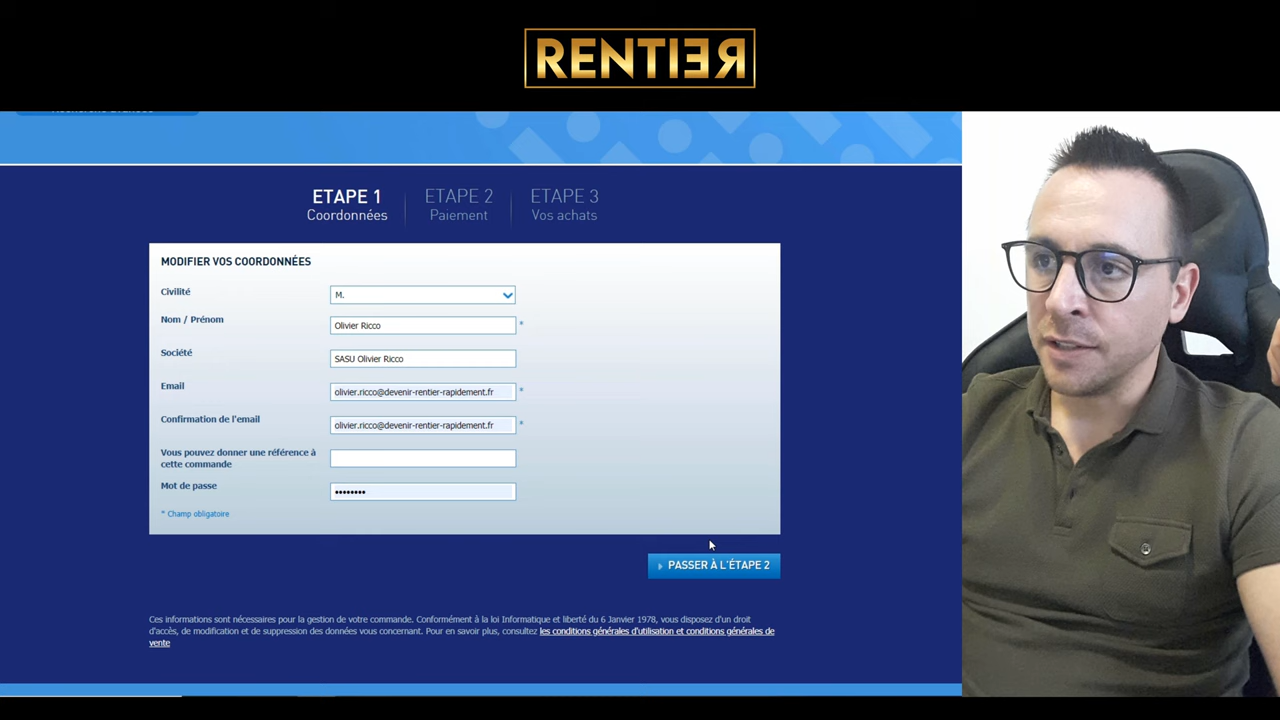 RENTIER
ETAPE 1
Coordonnées
ETAPE 2
Paiement
ETAPE 3
Vos achats
MODIFIER VOS COORDONNÉES
Civilité
M.
Nom / Prénom
Olivier Ricco
*
Société
SASU Olivier Ricco
Email
olivier.ricco@devenir-rentier-rapidement.fr
*
Confirmation de l'email
olivier.ricco@devenir-rentier-rapidement.fr
*
Vous pouvez donner une référence à
cette commande
Mot de passe
••••••••
* Champ obligatoire
PASSER À L'ÉTAPE 2
Ces informations sont nécessaires pour la gestion de votre commande. Conformément à la loi Informatique et liberté du 6 Janvier 1978, vous disposez d'un droit
d'accès, de modification et de suppression des données vous concernant. Pour en savoir plus, consultez les conditions générales d'utilisation et conditions générales de
vente